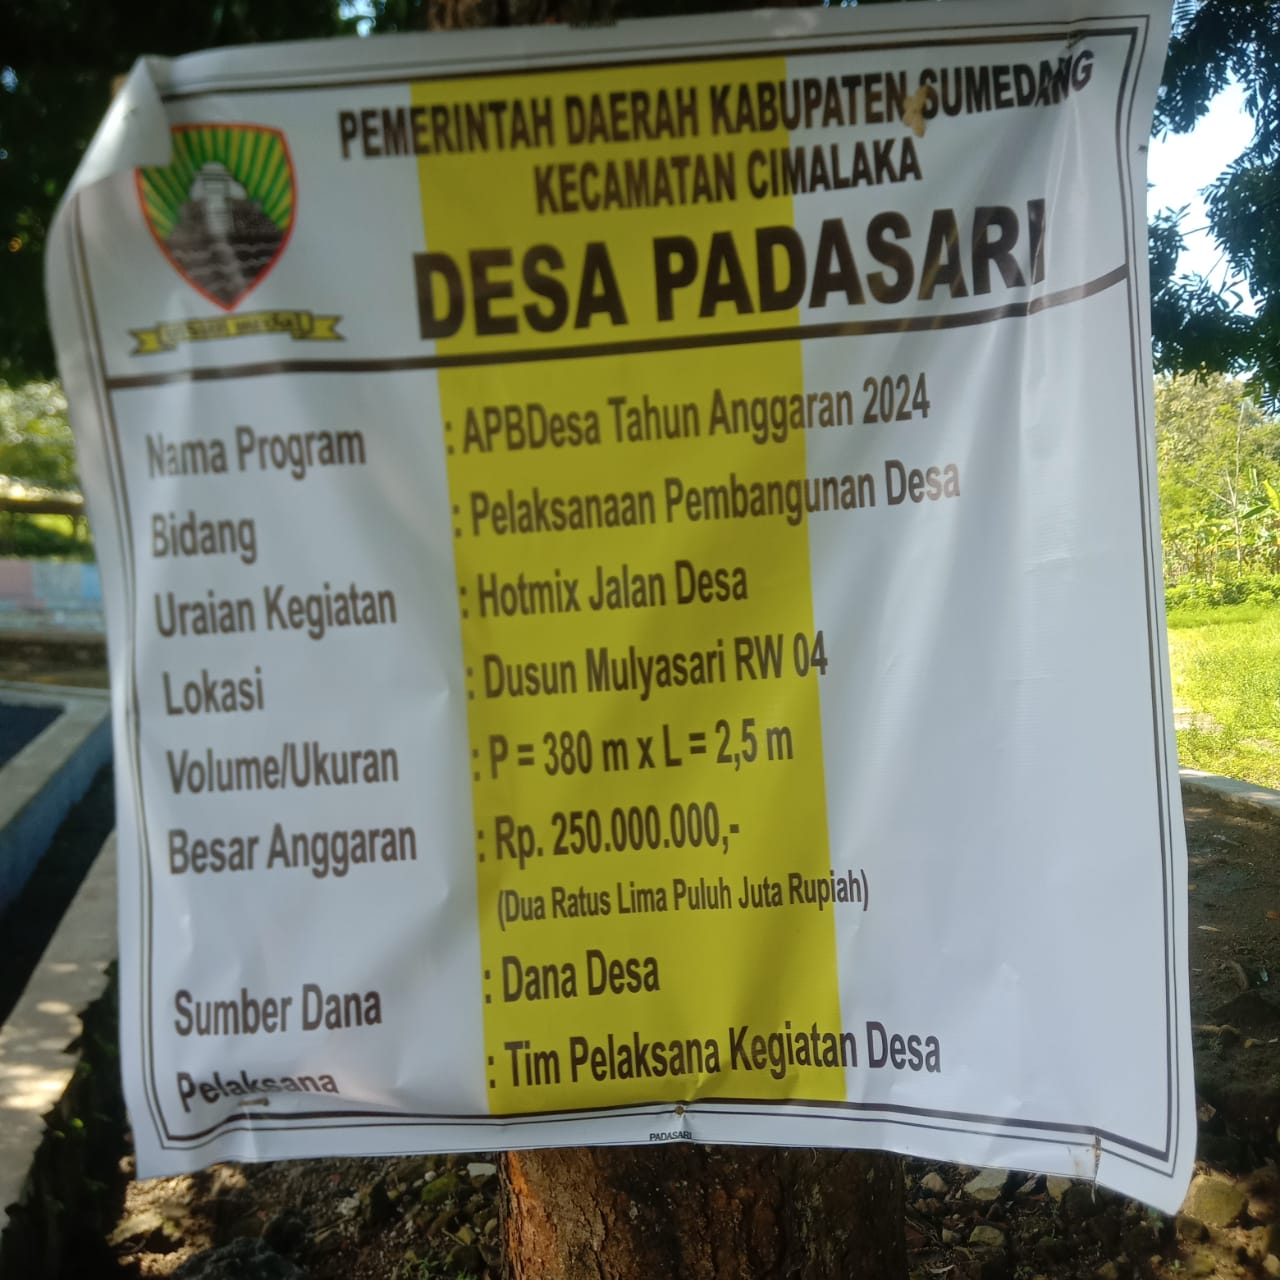 PEMERINTAH DAERAH KABUPATEN SUMEDANG
KECAMATAN CIMALAKA
DESA PADASARI
Nama Program : APBDesa Tahun Anggaran 2024
Bidang : Pelaksanaan Pembangunan Desa
Uraian Kegiatan : Hotmix Jalan Desa
Lokasi : Dusun Mulyasari RW 04
Volume/Ukuran : P = 380 m x L = 2,5 m
Besar Anggaran : Rp. 250.000.000,-
(Dua Ratus Lima Puluh Juta Rupiah)
Sumber Dana : Dana Desa
Pelaksana : Tim Pelaksana Kegiatan Desa
PADASARI